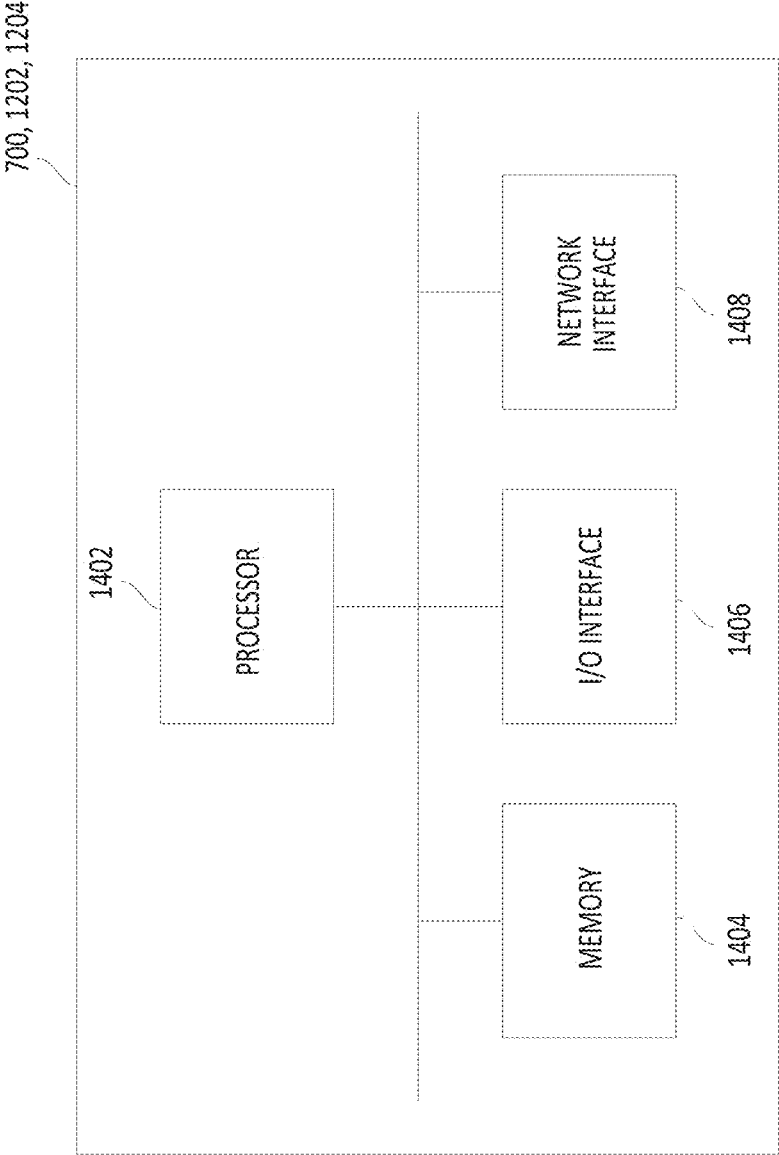 700, 1202, 1204
1402
PROCESSOR
MEMORY
I/O INTERFACE
NETWORK
INTERFACE
1404
1406
1408